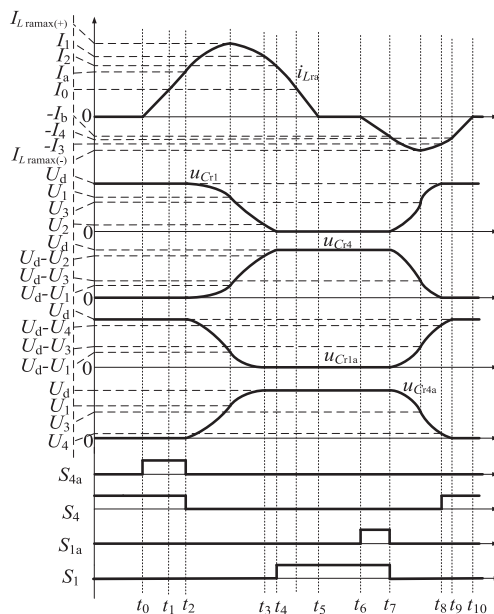 I_L ramax(+)
I_1
I_2
I_a
I_0
0
-I_b
-I_4
-I_3
I_L ramax(-)
i_Lra
U_d
U_1
U_3
U_2
0
u_Cr1
U_d
U_d-U_2
U_d-U_3
U_d-U_1
0
u_Cr4
U_d
U_d-U_4
U_d-U_3
U_d-U_1
0
u_Cr1a
U_d
U_1
U_3
U_4
0
u_Cr4a
S_4a
S_4
S_1a
S_1
t_0 t_1 t_2 t_3 t_4 t_5 t_6 t_7 t_8 t_9 t_10